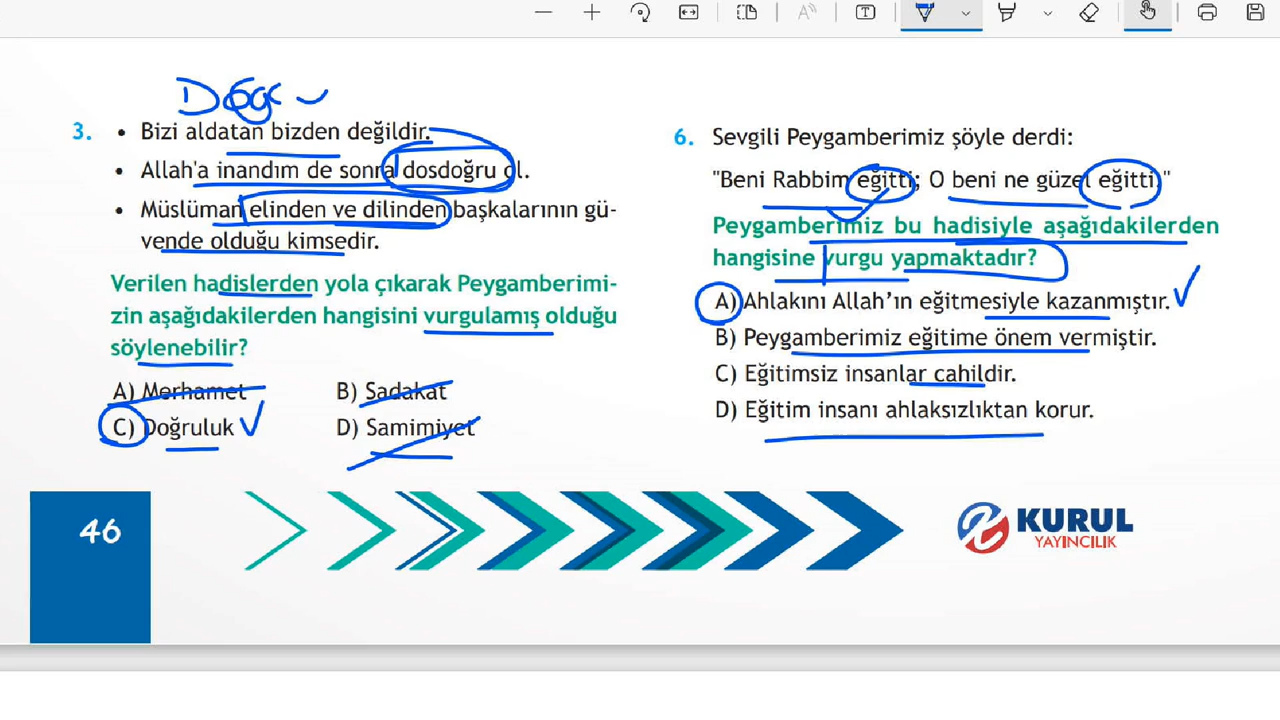 3. • Bizi aldatan bizden değildir.
• Allah'a inandım de sonra dosdoğru ol.
• Müslüman elinden ve dilinden başkalarının gü-
vende olduğu kimsedir.
Verilen hadislerden yola çıkarak Peygamberimi-
zin aşağıdakilerden hangisini vurgulamış olduğu
söylenebilir?
A) Merhamet B) Sadakat
C) Doğruluk D) Samimiyet
6. Sevgili Peygamberimiz şöyle derdi:
"Beni Rabbim eğitti; O beni ne güzel eğitti."
Peygamberimiz bu hadisiyle aşağıdakilerden
hangisine vurgu yapmaktadır?
A) Ahlakını Allah’ın eğitmesiyle kazanmıştır.
B) Peygamberimiz eğitime önem vermiştir.
C) Eğitimsiz insanlar cahildir.
D) Eğitim insanı ahlaksızlıktan korur.
46
KURUL
YAYINCILIK